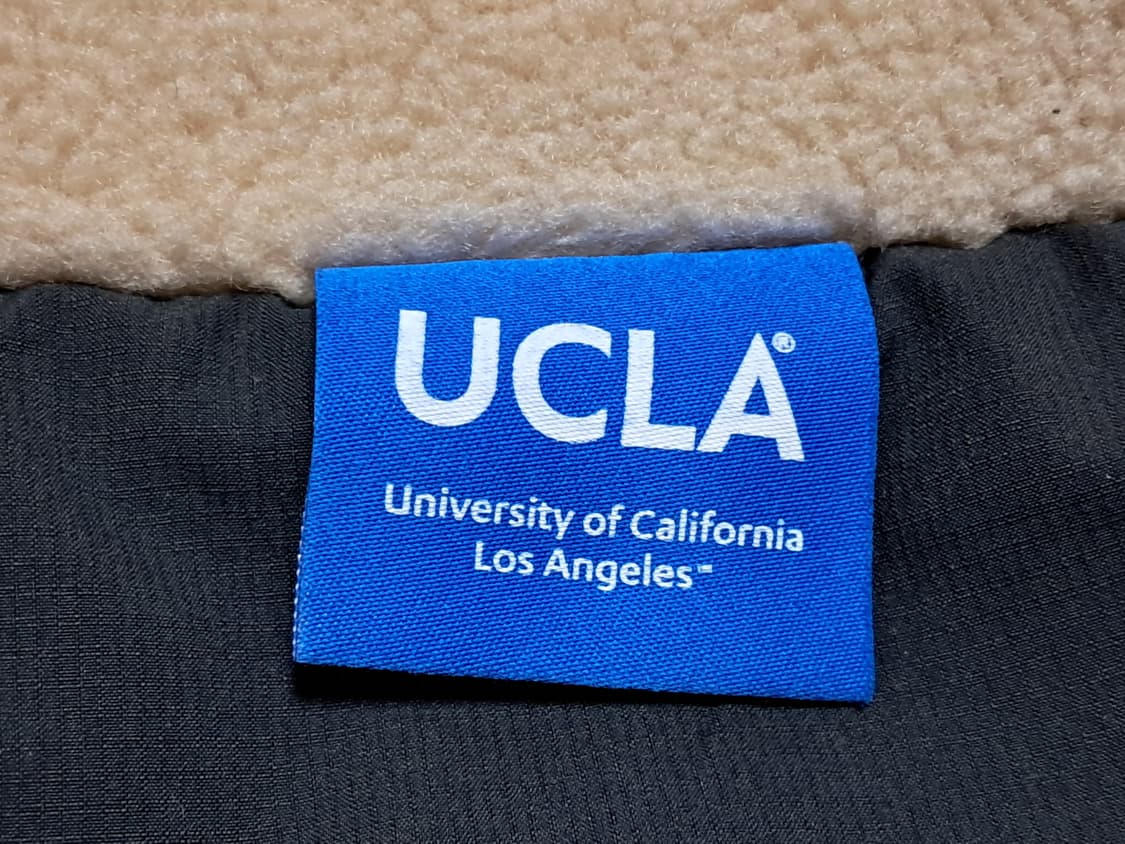 UCLA®
University of California
Los Angeles™